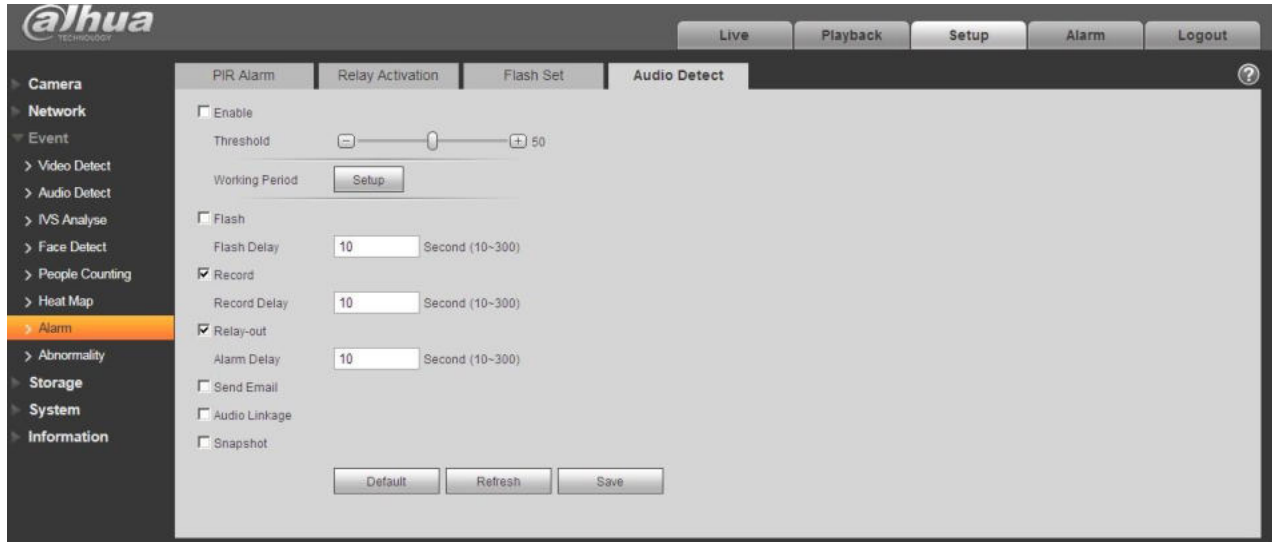 alhua
TECHNOLOGY
Live Playback Setup Alarm Logout
Camera
Network
Event
Video Detect
Audio Detect
IVS Analyse
Face Detect
People Counting
Heat Map
Alarm
Abnormality
Storage
System
Information
PIR Alarm Relay Activation Flash Set Audio Detect
Enable
Threshold 50
Working Period Setup
Flash
Flash Delay 10 Second (10~300)
Record
Record Delay 10 Second (10~300)
Relay-out
Alarm Delay 10 Second (10~300)
Send Email
Audio Linkage
Snapshot
Default Refresh Save